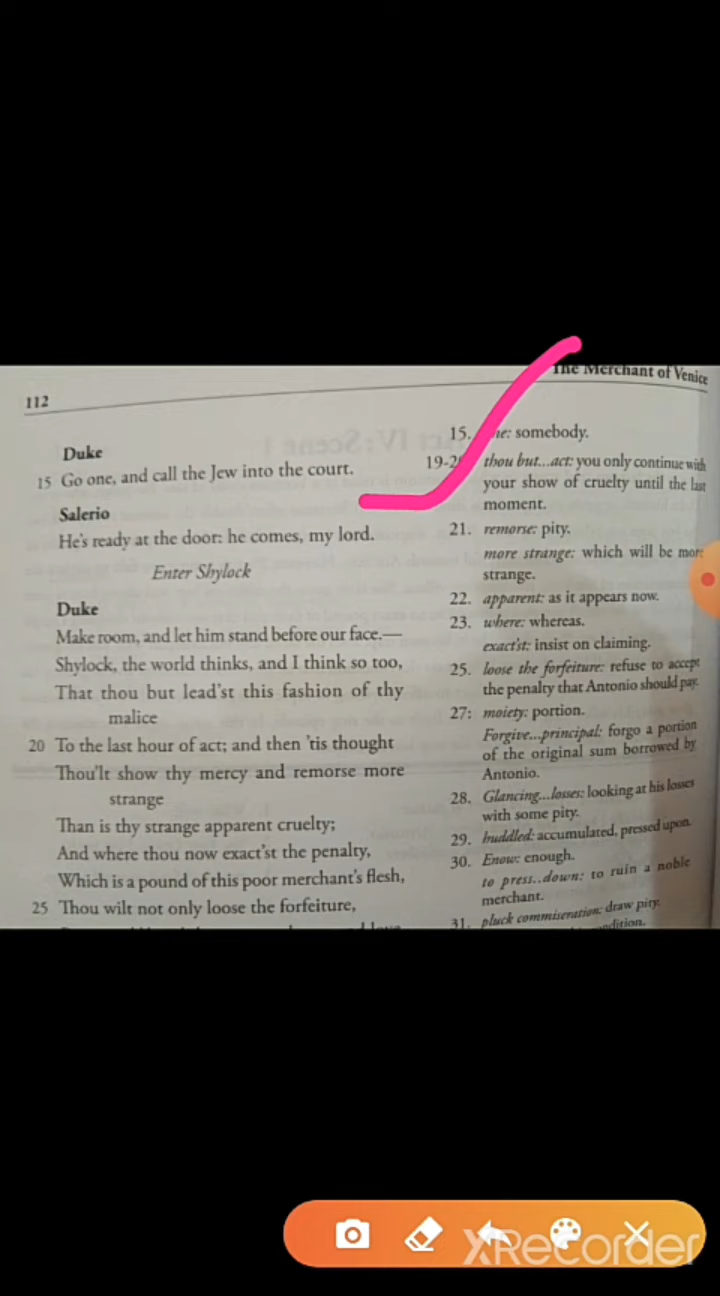 The Merchant of Venice
112
Duke
15 Go one, and call the Jew into the court.
Salerio
He's ready at the door: he comes, my lord.
Enter Shylock
Duke
Make room, and let him stand before our face.—
Shylock, the world thinks, and I think so too,
That thou but lead'st this fashion of thy
malice
20 To the last hour of act; and then 'tis thought
Thou'lt show thy mercy and remorse more
strange
Than is thy strange apparent cruelty;
And where thou now exact'st the penalty,
Which is a pound of this poor merchant's flesh,
25 Thou wilt not only loose the forfeiture,
15. somebody.
thou but...act: you only continue with
your show of cruelty until the last
moment.
21. remorse: pity.
more strange: which will be more
strange.
22. apparent: as it appears now.
23. where: whereas.
exact'st: insist on claiming.
25. loose the forfeiture: refuse to accept
the penalty that Antonio should pay.
27: moiety: portion.
Forgive...principal: forgo a portion
of the original sum borrowed by
Antonio.
28. Glancing...losses: looking at his losses
with some pity.
29. huddled: accumulated, pressed upon.
30. Enow: enough.
to press..down: to ruin a noble
merchant.
31. pluck commiseration: draw pity.
XRecorder